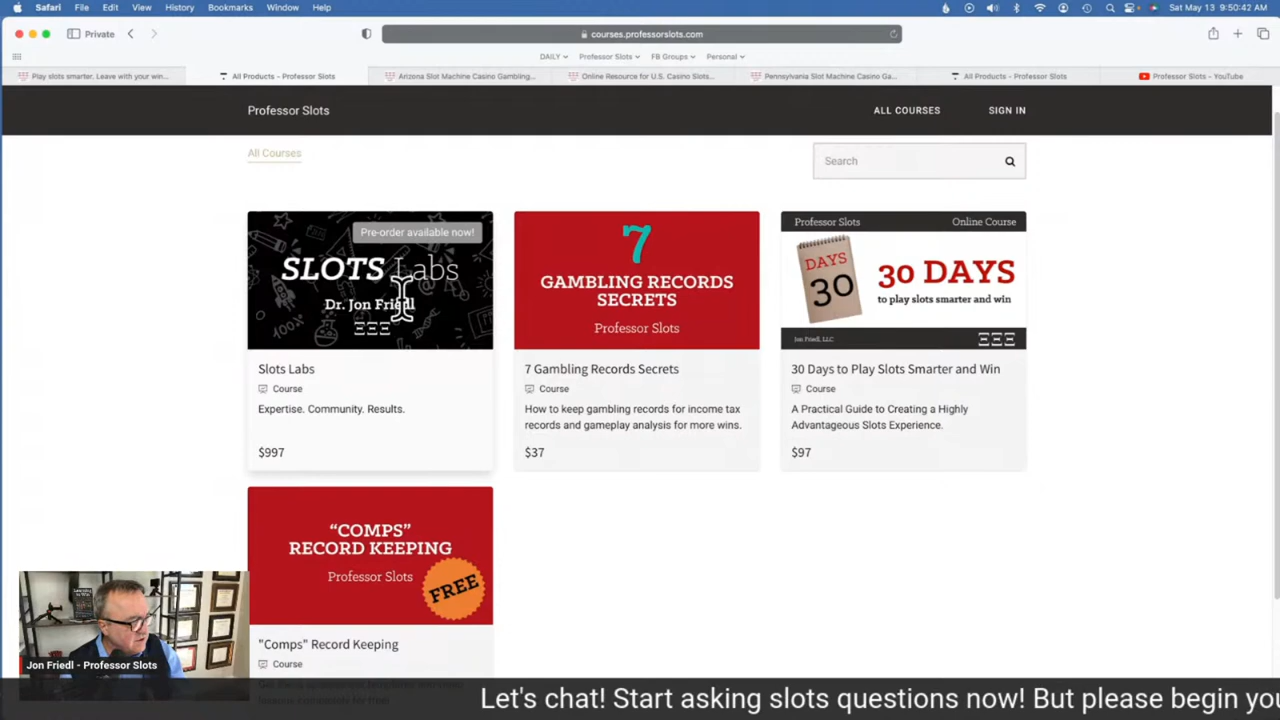 Safari File Edit View History Bookmarks Window Help Sat May 13 9:50:42 AM
Private courses.professorslots.com
DAILY Professor Slots FB Groups Personal
Play slots smarter. Leave with your win... All Products - Professor Slots Arizona Slot Machine Casino Gambling... Online Resource for U.S. Casino Slots... Pennsylvania Slot Machine Casino Ga... All Products - Professor Slots Professor Slots - YouTube
Professor Slots ALL COURSES SIGN IN
All Courses Search
Pre-order available now!
SLOTS Labs
Dr. Jon Friedl
100%
7
GAMBLING RECORDS
SECRETS
Professor Slots
Professor Slots Online Course
DAYS
30
30 DAYS
to play slots smarter and win
Jon Friedl, LLC
Slots Labs
Course
Expertise. Community. Results.
$997
7 Gambling Records Secrets
Course
How to keep gambling records for income tax
records and gameplay analysis for more wins.
$37
30 Days to Play Slots Smarter and Win
Course
A Practical Guide to Creating a Highly
Advantageous Slots Experience.
$97
"COMPS"
RECORD KEEPING
Professor Slots
FREE
"Comps" Record Keeping
Course
Jon Friedl - Professor Slots
Let's chat! Start asking slots questions now! But please begin you